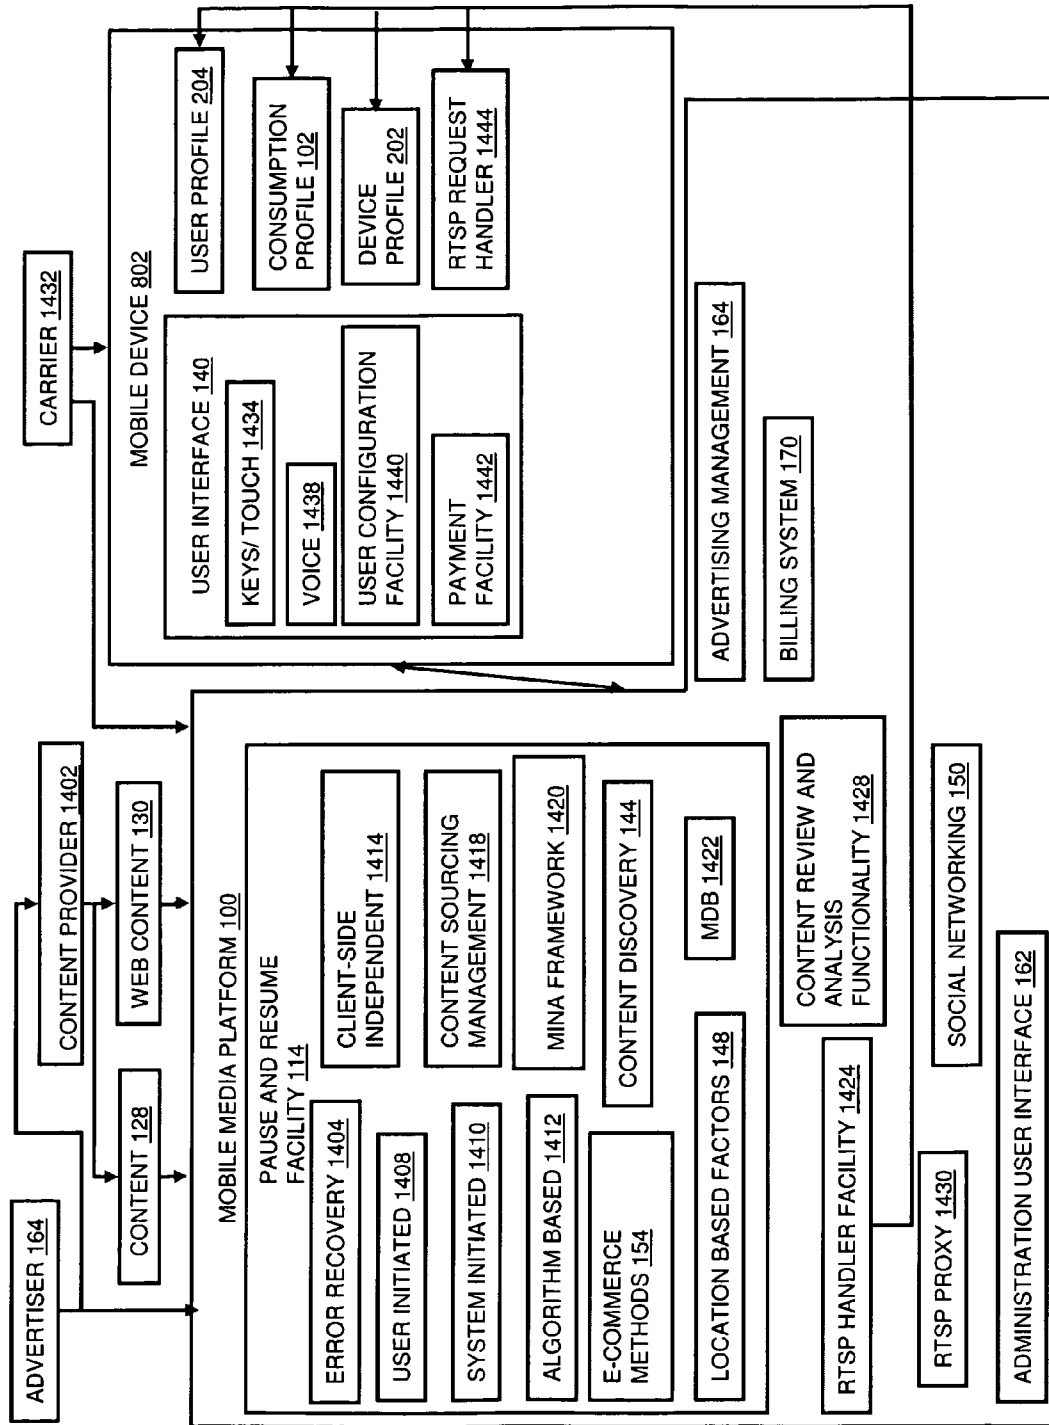 ADVERTISER 164
CONTENT PROVIDER 1402
CARRIER 1432
CONTENT 128
WEB CONTENT 130
MOBILE MEDIA PLATFORM 100
PAUSE AND RESUME
FACILITY 114
ERROR RECOVERY 1404
USER INITIATED 1408
SYSTEM INITIATED 1410
ALGORITHM BASED 1412
E-COMMERCE
METHODS 154
LOCATION BASED FACTORS 148
CLIENT-SIDE
INDEPENDENT 1414
CONTENT SOURCING
MANAGEMENT 1418
MINA FRAMEWORK 1420
CONTENT DISCOVERY 144
MDB 1422
RTSP HANDLER FACILITY 1424
CONTENT REVIEW AND
ANALYSIS
FUNCTIONALITY 1428
RTSP PROXY 1430
SOCIAL NETWORKING 150
ADMINISTRATION USER INTERFACE 162
ADVERTISING MANAGEMENT 164
BILLING SYSTEM 170
MOBILE DEVICE 802
USER INTERFACE 140
KEYS/ TOUCH 1434
VOICE 1438
USER CONFIGURATION
FACILITY 1440
PAYMENT
FACILITY 1442
USER PROFILE 204
CONSUMPTION
PROFILE 102
DEVICE
PROFILE 202
RTSP REQUEST
HANDLER 1444